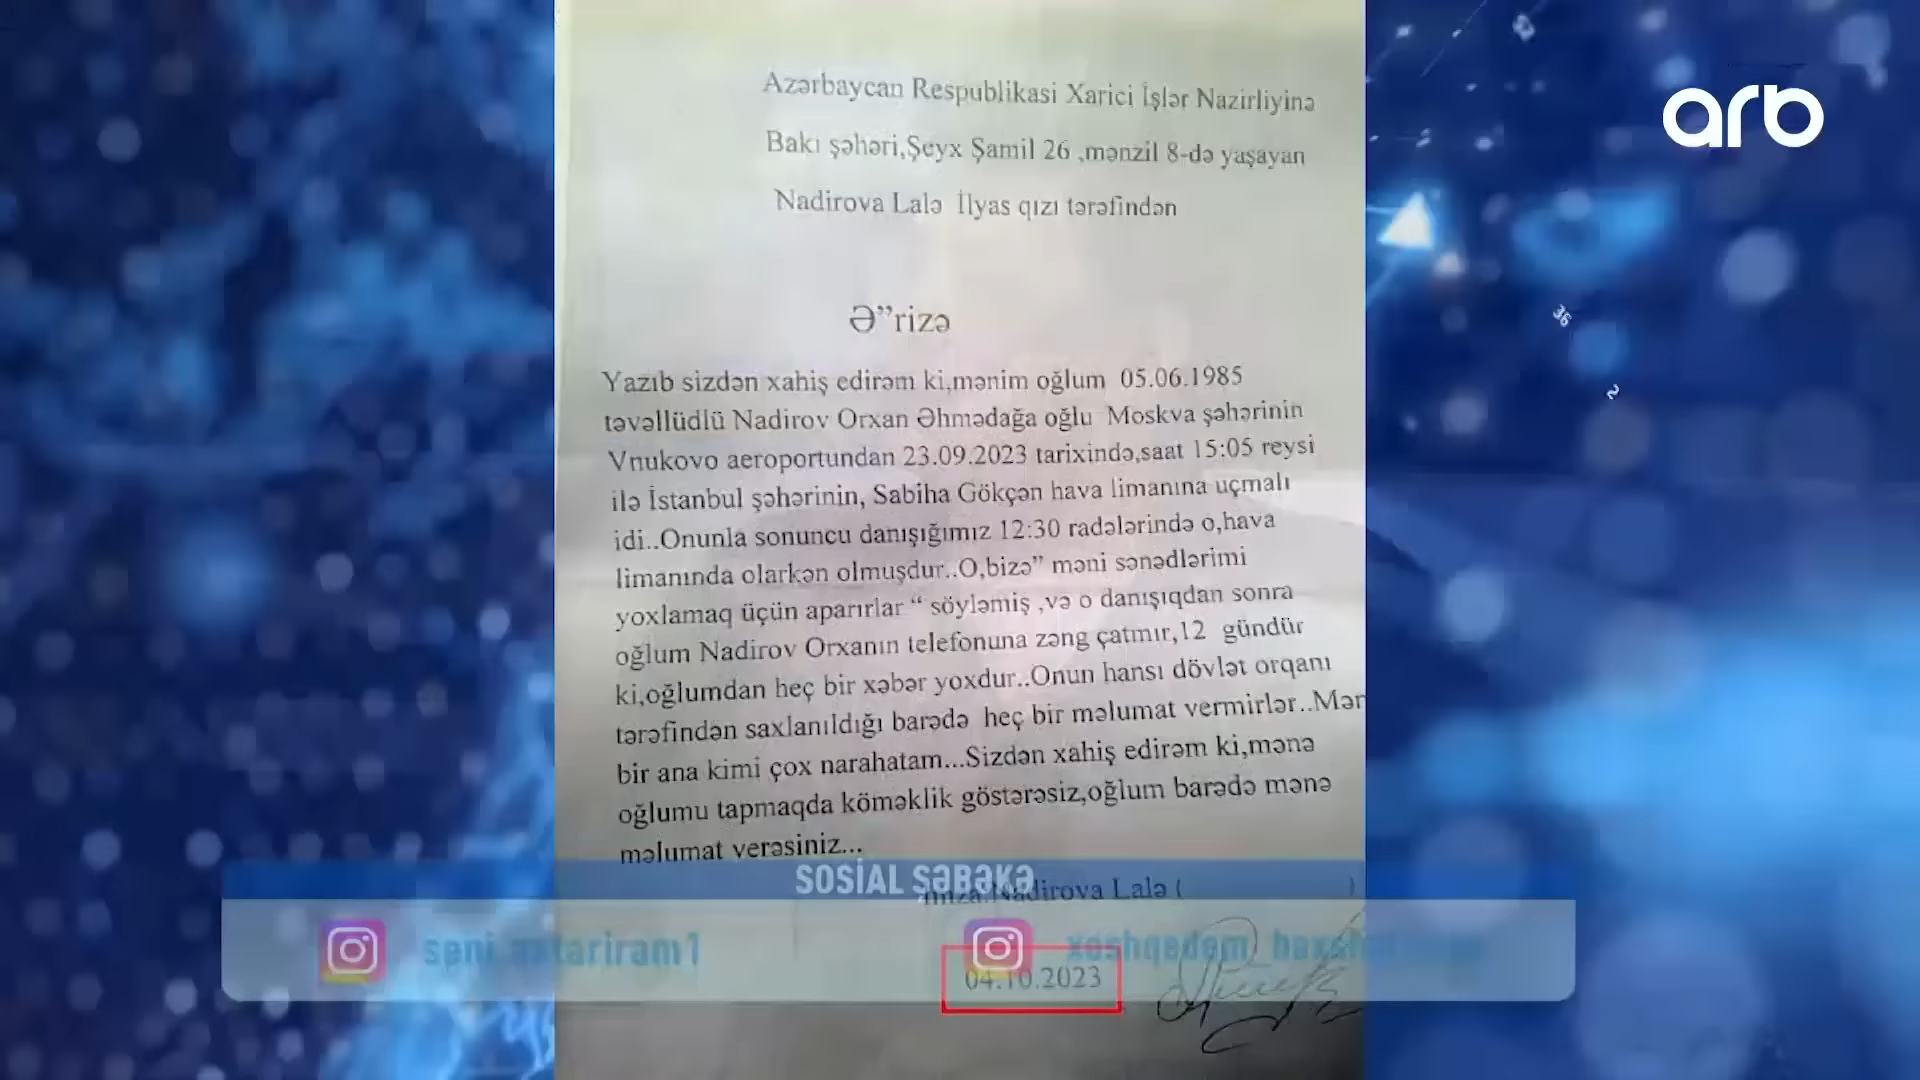 arb
Azərbaycan Respublikasi Xarici İşlər Nazirliyinə
Bakı şəhəri,Şeyx Şamil 26 ,mənzil 8-də yaşayan
Nadirova Lalə İlyas qızı tərəfindən
Ə”rizə
Yazıb sizdən xahiş edirəm ki,mənim oğlum 05.06.1985
təvəllüdlü Nadirov Orxan Əhmədağa oğlu Moskva şəhərinin
Vnukovo aeroportundan 23.09.2023 tarixində,saat 15:05 reysi
ilə İstanbul şəhərinin, Sabiha Gökçən hava limanına uçmalı
idi..Onunla sonuncu danışığımız 12:30 radələrində o,hava
limanında olarkən olmuşdur..O,bizə” məni sənədlərimi
yoxlamaq üçün aparırlar “ söyləmiş ,və o danışıqdan sonra
oğlum Nadirov Orxanın telefonuna zəng çatmır,12 gündür
ki,oğlumdan heç bir xəbər yoxdur..Onun hansı dövlət orqanı
tərəfindən saxlanıldığı barədə heç bir məlumat vermirlər..Mən
bir ana kimi çox narahatam...Sizdən xahiş edirəm ki,mənə
oğlumu tapmaqda köməklik göstərəsiz,oğlum barədə mənə
məlumat verəsiniz...
SOSİAL ŞƏBƏKƏ
imza:Nadirova Lalə ( )
seni_axtariram1
04.10.2023
36
2